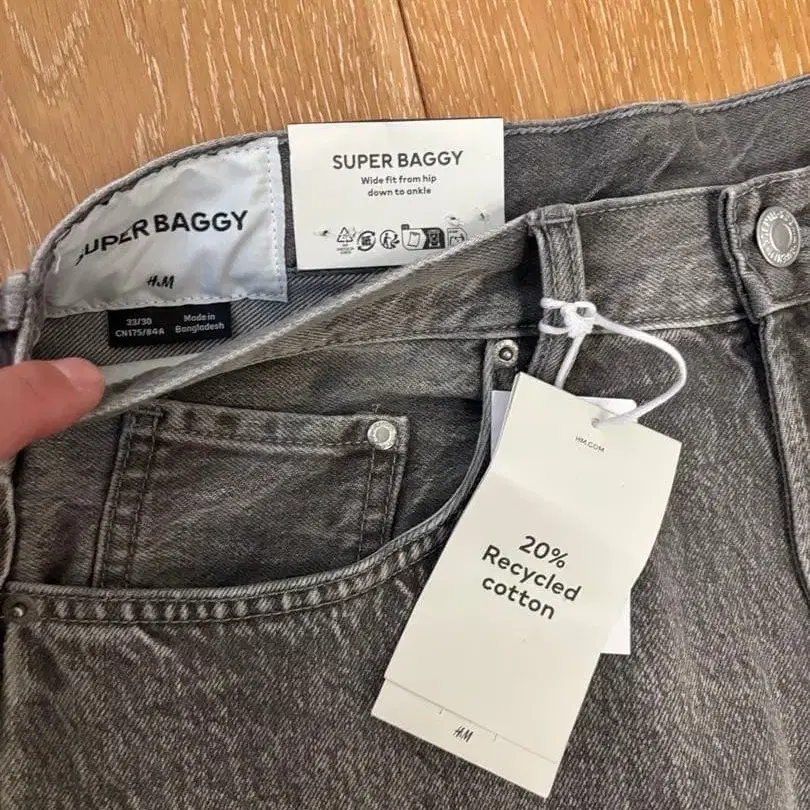 SUPER BAGGY
Wide fit from hip
down to ankle
SUPER BAGGY
H&M
33/30
CN175/84A
Made in
Bangladesh
HM.COM
20%
Recycled
cotton
H&M